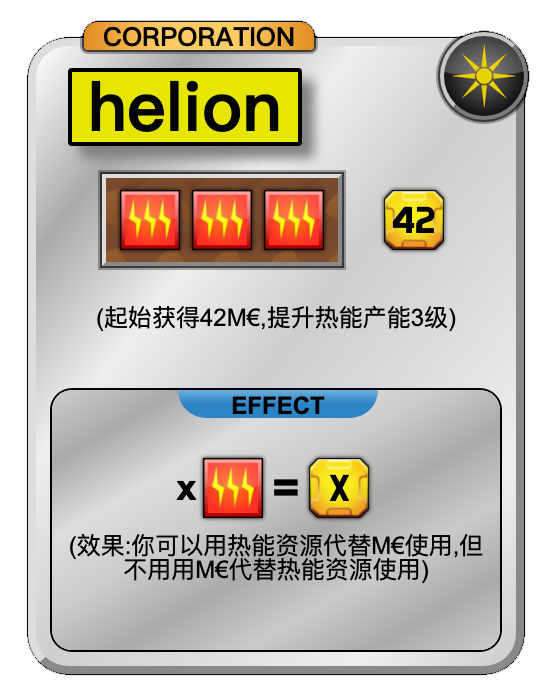 CORPORATION
helion
42
(起始获得42M€,提升热能产能3级)
EFFECT
x = X
(效果:你可以用热能资源代替M€使用,但
不用用M€代替热能资源使用)